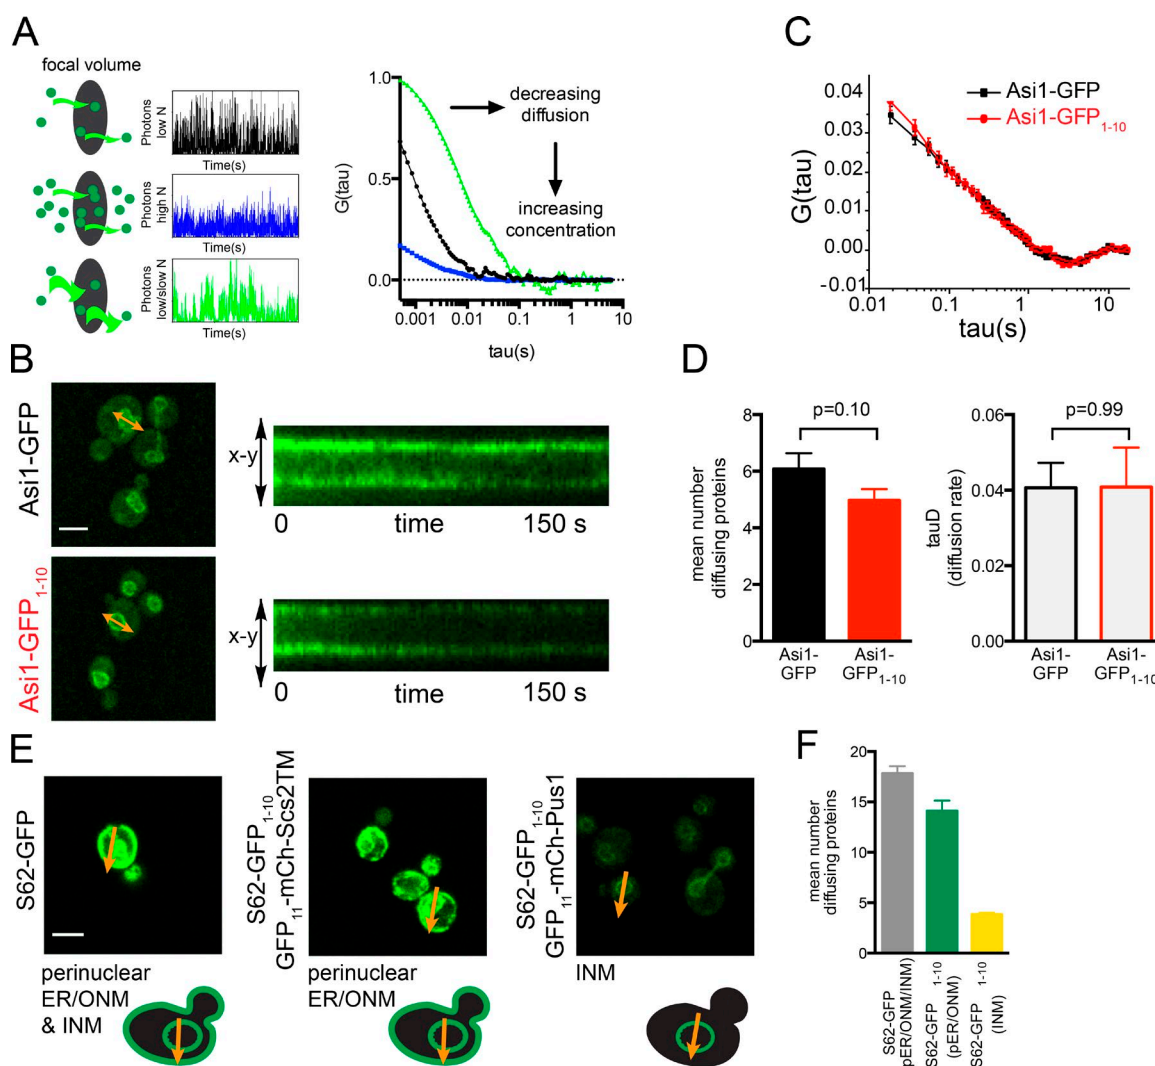 A
focal volume
Photons
low N
Time(s)
Photons
high N
Time(s)
Photons
low/slow N
Time(s)
G(tau)
1.0
0.5
0.0
decreasing
diffusion
increasing
concentration
0.001 0.01 0.1 1 6
tau(s)
C
Asi1-GFP
Asi1-GFP1-10
G(tau)
0.04
0.03
0.02
0.01
0.00
-0.01
0.01 0.1 1 10
tau(s)
B
Asi1-GFP
x-y
0 time 150 s
Asi1-GFP1-10
x-y
0 time 150 s
D
mean number
diffusing proteins
8
6
4
2
0
p=0.10
Asi1-
GFP
Asi1-
GFP1-10
tauD
(diffusion rate)
0.06
0.04
0.02
0.00
p=0.99
Asi1-
GFP
Asi1-
GFP1-10
E
S62-GFP
perinuclear
ER/ONM
& INM
S62-GFP1-10
GFP11-mCh-Scs2TM
perinuclear
ER/ONM
S62-GFP1-10
GFP11-mCh-Pus1
INM
F
mean number
diffusing proteins
20
15
10
5
0
S62-GFP
pER/ONM/INM)
S62-GFP1-10
(pER/ONM)
S62-GFP1-10
(INM)